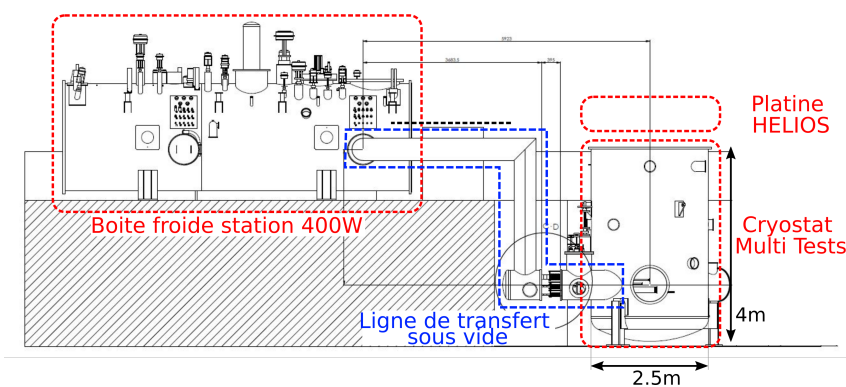 Platine
HELIOS
Boite froide station 400W
Cryostat
Multi Tests
Ligne de transfert
sous vide
4m
2.5m